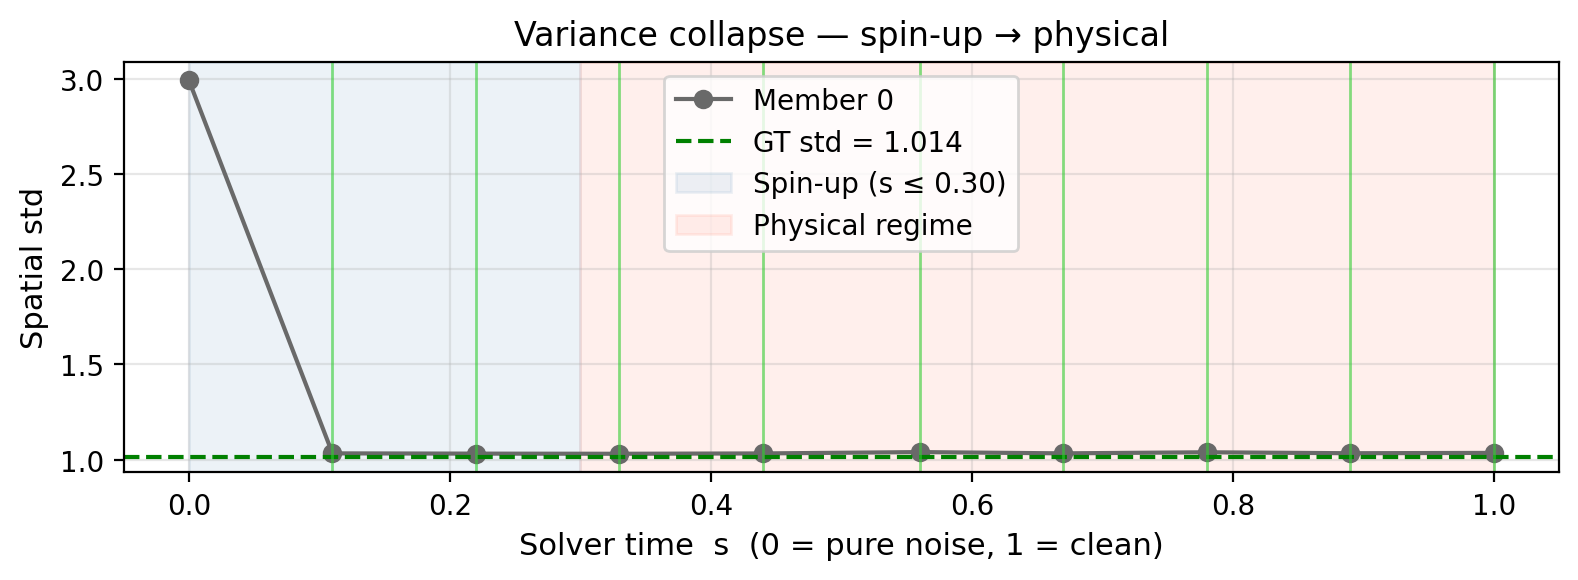 Variance collapse — spin-up → physical
Spatial std
3.0
2.5
2.0
1.5
1.0
Member 0
GT std = 1.014
Spin-up (s ≤ 0.30)
Physical regime
0.0 0.2 0.4 0.6 0.8 1.0
Solver time s (0 = pure noise, 1 = clean)